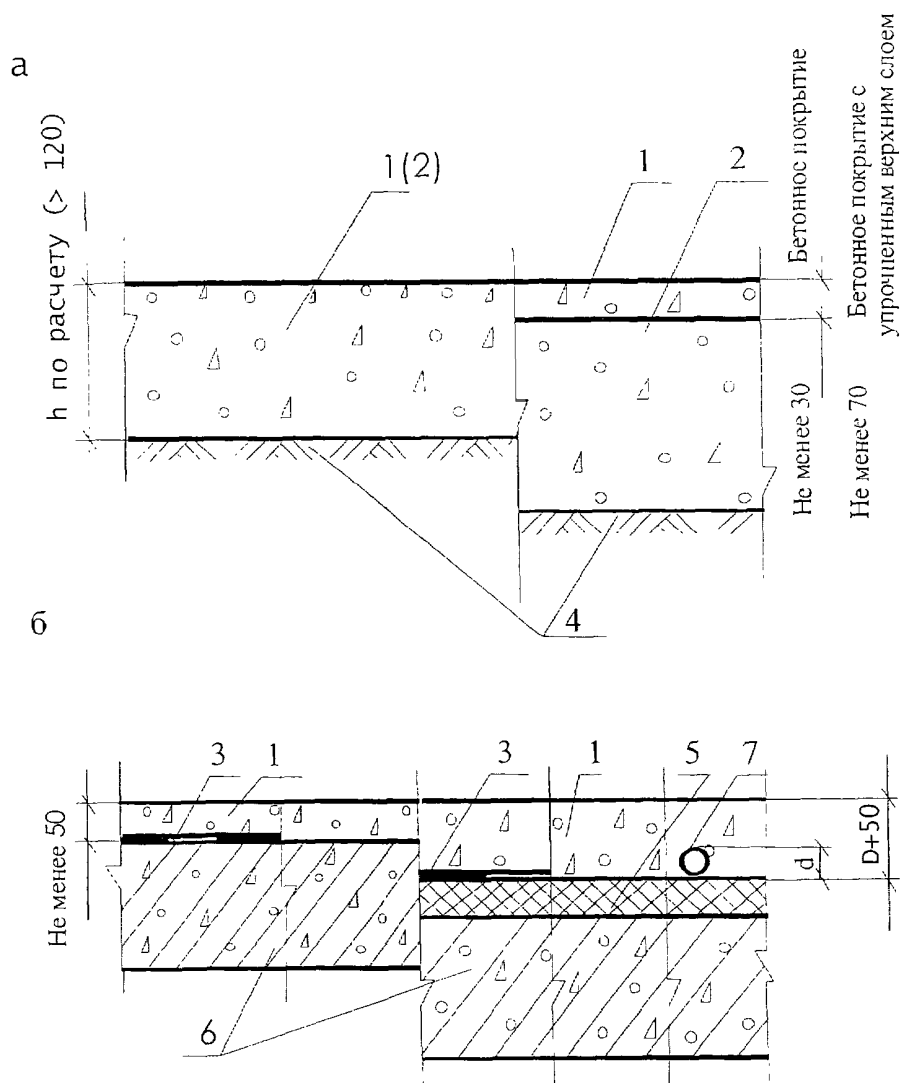 а
h по расчету (> 120)
1(2)
1
2
Бетонное покрытие
Бетонное покрытие с
упрочненным верхним слоем
Не менее 30
Не менее 70
4
б
3
1
3
1
5
7
Не менее 50
d
D+50
6